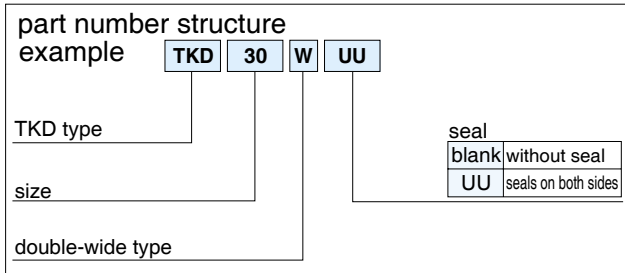 part number structure
example TKD 30 W UU
TKD type
seal
blank without seal
UU seals on both sides
size
double-wide type